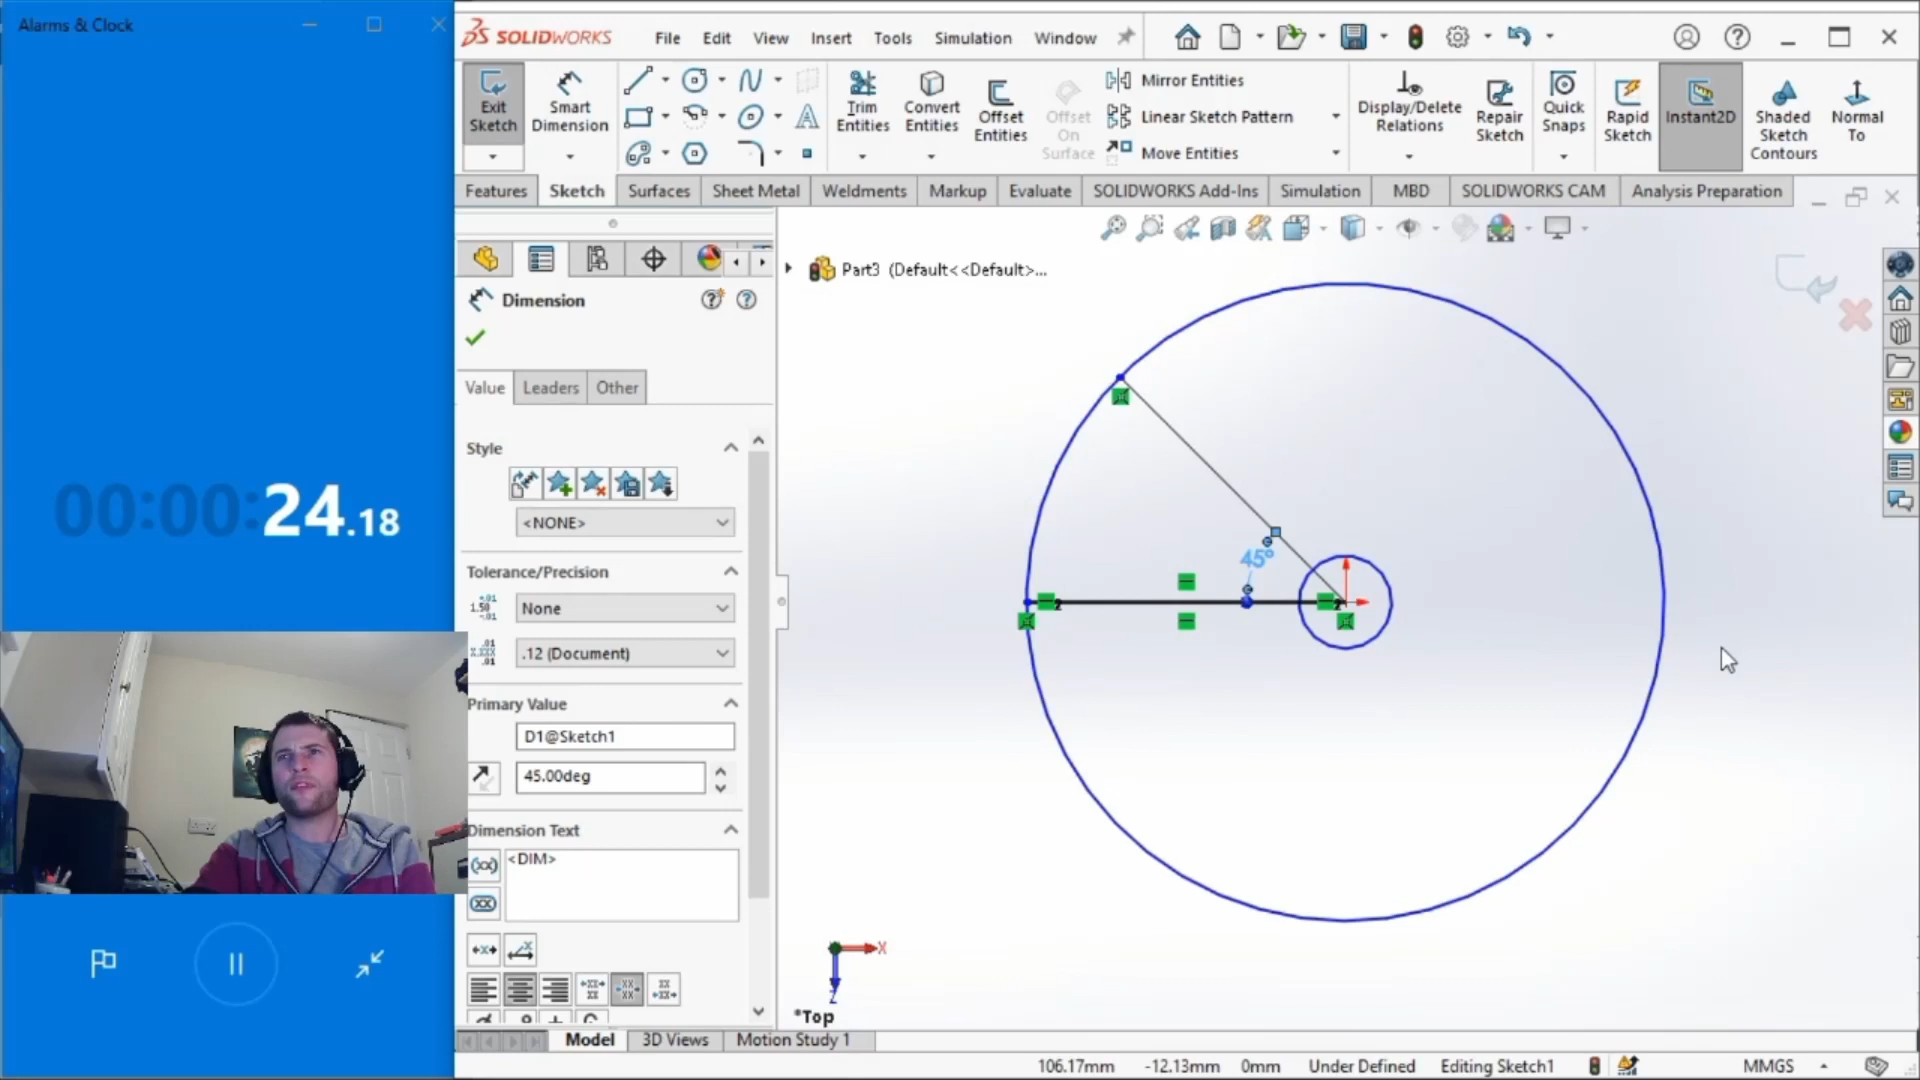 Alarms & Clock
00:00:24.18
SOLIDWORKS
File Edit View Insert Tools Simulation Window
Exit Sketch
Smart Dimension
Trim Entities
Convert Entities
Offset Entities
Offset On Surface
Mirror Entities
Linear Sketch Pattern
Move Entities
Display/Delete Relations
Repair Sketch
Quick Snaps
Rapid Sketch
Instant2D
Shaded Sketch Contours
Normal To
Features Sketch Surfaces Sheet Metal Weldments Markup Evaluate SOLIDWORKS Add-Ins Simulation MBD SOLIDWORKS CAM Analysis Preparation
Part3 (Default<<Default>...
Dimension
Value Leaders Other
Style
<NONE>
Tolerance/Precision
None
.12 (Document)
Primary Value
D1@Sketch1
45.00deg
Dimension Text
<DIM>
45°
2
2
X
Z
*Top
Model 3D Views Motion Study 1
106.17mm -12.13mm 0mm Under Defined Editing Sketch1 MMGS